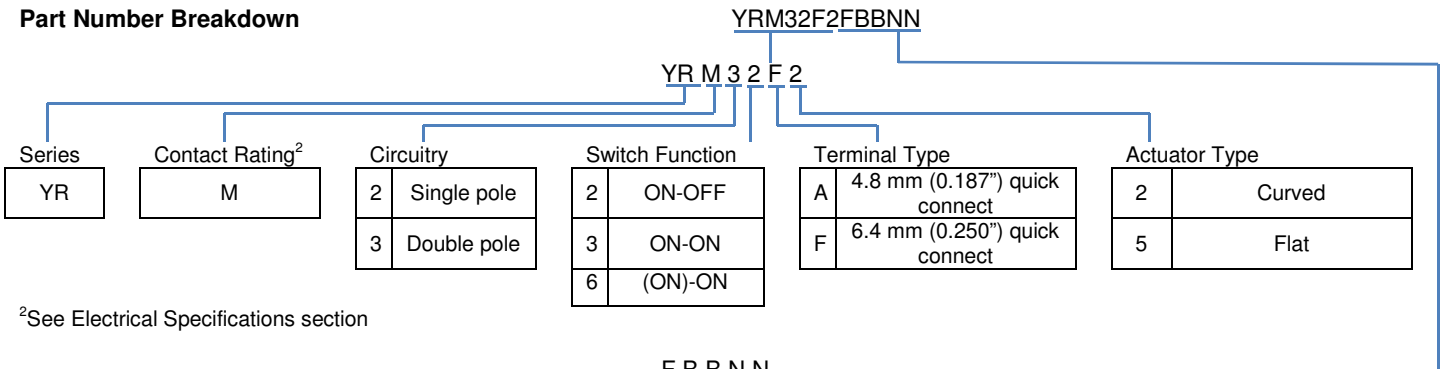 Part Number Breakdown
YRM32F2FBBNN
YR M 3 2 F 2
Series
Contact Rating2
Circuitry
Switch Function
Terminal Type
Actuator Type
YR
M
2 Single pole
3 Double pole
2 ON-OFF
3 ON-ON
6 (ON)-ON
A 4.8 mm (0.187”) quick
connect
F 6.4 mm (0.250”) quick
connect
2 Curved
5 Flat
2See Electrical Specifications section
F B B N N